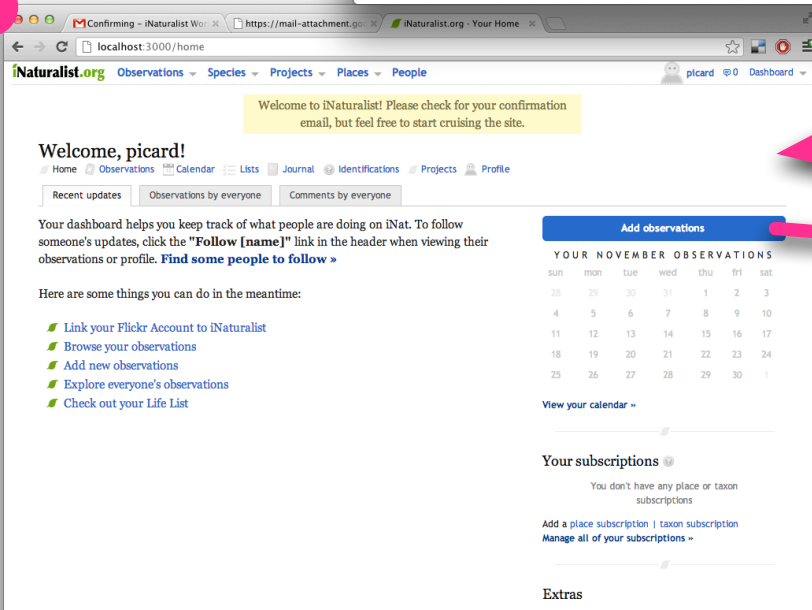 Confirming – iNaturalist Wor
https://mail-attachment.goo
iNaturalist.org - Your Home
localhost:3000/home
iNaturalist.org Observations Species Projects Places People picard 0 Dashboard
Welcome to iNaturalist! Please check for your confirmation
email, but feel free to start cruising the site.
Welcome, picard!
Home Observations Calendar Lists Journal Identifications Projects Profile
Recent updates Observations by everyone Comments by everyone
Your dashboard helps you keep track of what people are doing on iNat. To follow
someone's updates, click the "Follow [name]" link in the header when viewing their
observations or profile. Find some people to follow »
Here are some things you can do in the meantime:
Link your Flickr Account to iNaturalist
Browse your observations
Add new observations
Explore everyone's observations
Check out your Life List
Add observations
YOUR NOVEMBER OBSERVATIONS
sun mon tue wed thu fri sat
28 29 30 31 1 2 3
4 5 6 7 8 9 10
11 12 13 14 15 16 17
18 19 20 21 22 23 24
25 26 27 28 29 30 1
View your calendar »
Your subscriptions
You don't have any place or taxon
subscriptions
Add a place subscription | taxon subscription
Manage all of your subscriptions »
Extras